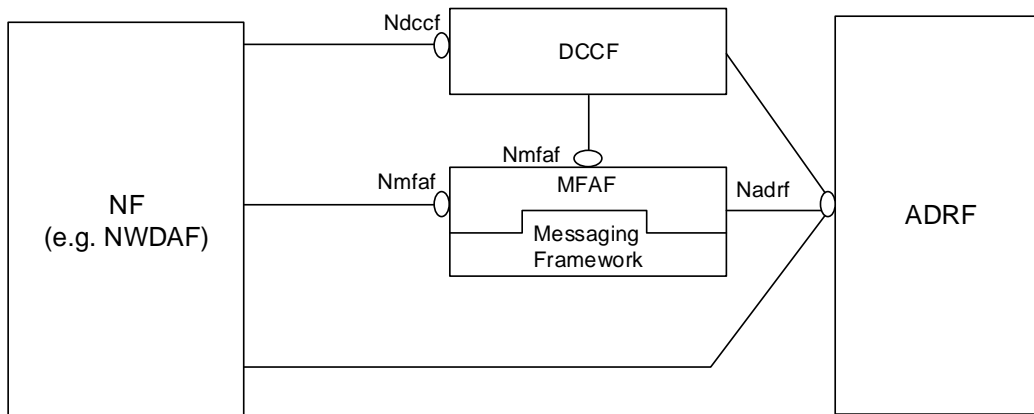 Ndccf
DCCF
Nmfaf
Nmfaf
MFAF
Nadrf
NF
(e.g. NWDAF)
Messaging
Framework
ADRF